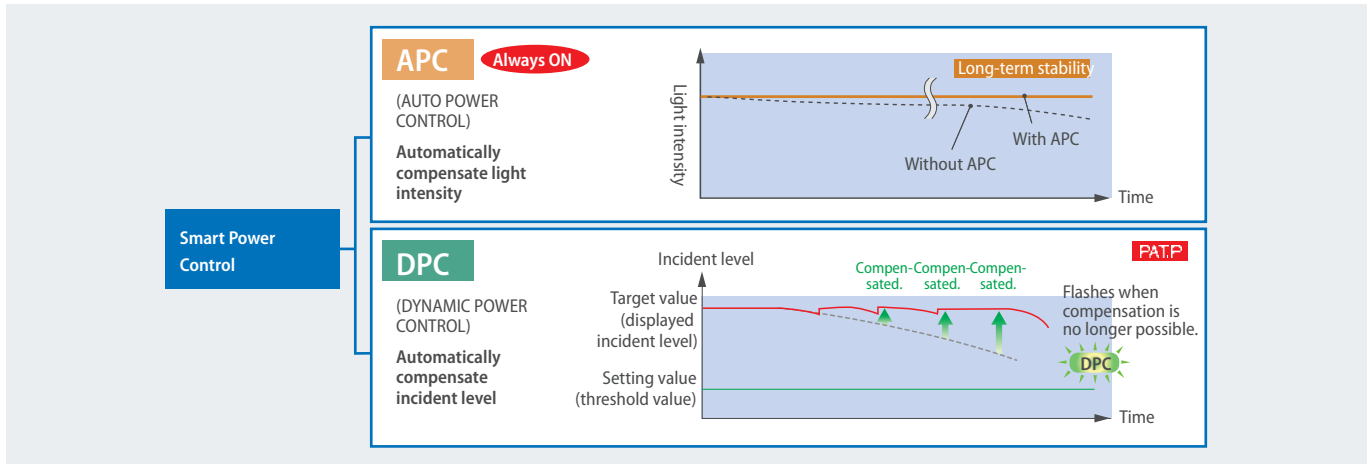 Smart Power
Control
APC
Always ON
(AUTO POWER
CONTROL)
Automatically
compensate light
intensity
Light intensity
Long-term stability
With APC
Without APC
Time
DPC
(DYNAMIC POWER
CONTROL)
Automatically
compensate
incident level
PAT.P
Incident level
Target value
(displayed
incident level)
Setting value
(threshold value)
Compen-
sated.
Compen-
sated.
Compen-
sated.
Flashes when
compensation is
no longer possible.
DPC
Time